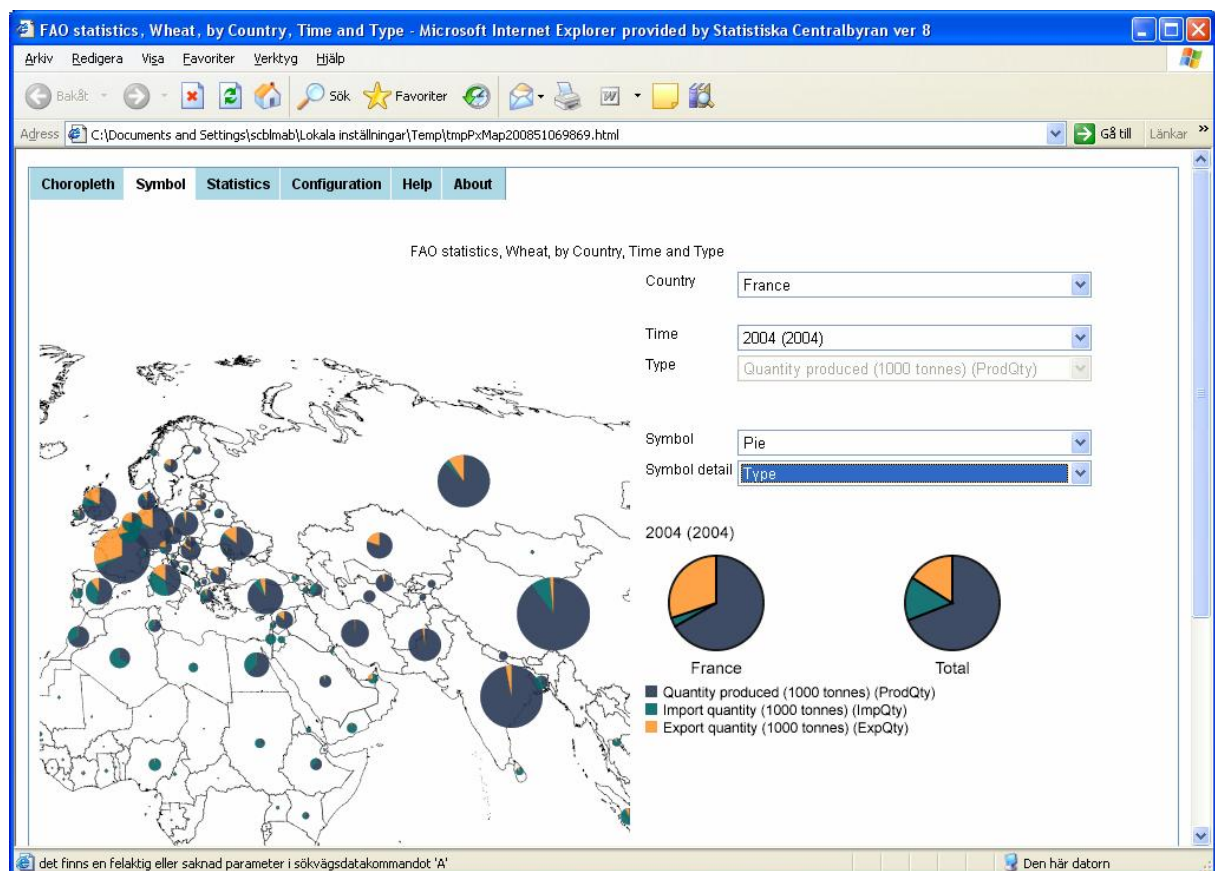 FAO statistics, Wheat, by Country, Time and Type - Microsoft Internet Explorer provided by Statistiska Centralbyran ver 8
Arkiv Redigera Visa Favoriter Verktyg Hjälp
Bakåt Sök Favoriter
Adress C:\Documents and Settings\scblmab\Lokala inställningar\Temp\tmpPxMap200851069869.html Gå till Länkar »
Choropleth Symbol Statistics Configuration Help About
FAO statistics, Wheat, by Country, Time and Type
Country France
Time 2004 (2004)
Type Quantity produced (1000 tonnes) (ProdQty)
Symbol Pie
Symbol detail Type
2004 (2004)
France Total
Quantity produced (1000 tonnes) (ProdQty)
Import quantity (1000 tonnes) (ImpQty)
Export quantity (1000 tonnes) (ExpQty)
det finns en felaktig eller saknad parameter i sökvägsdatakommandot 'A' Den här datorn